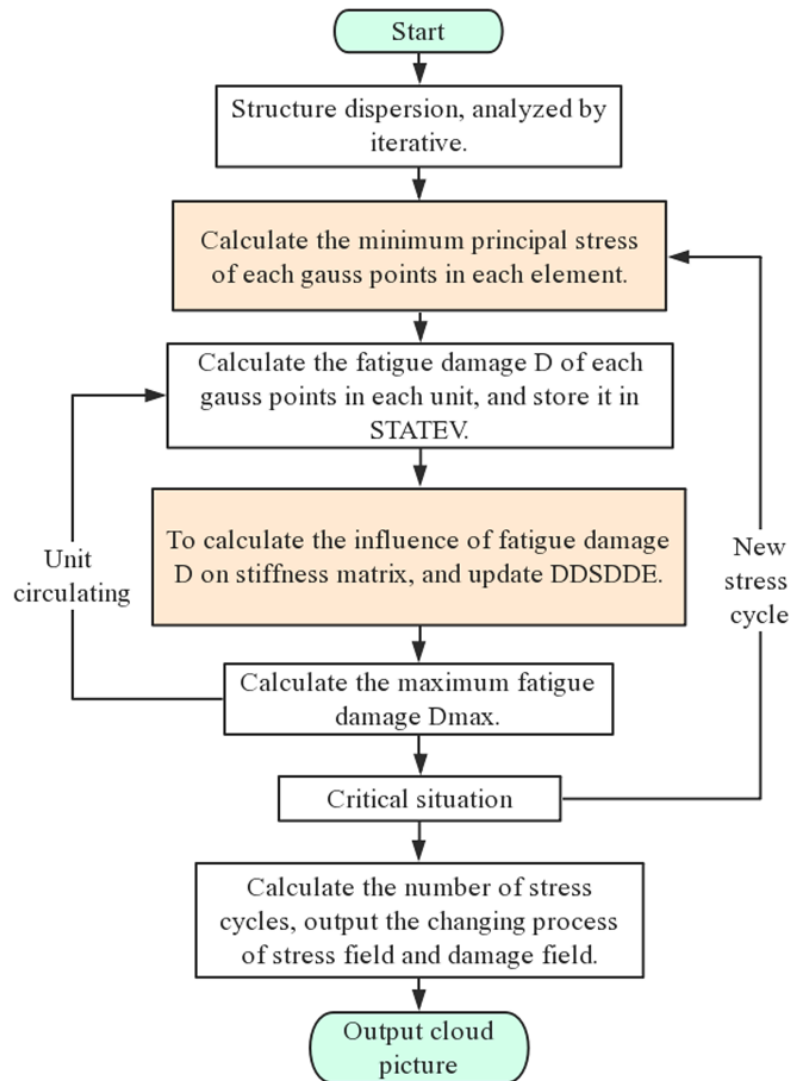 Start
Structure dispersion, analyzed by
iterative.
Calculate the minimum principal stress
of each gauss points in each element.
Calculate the fatigue damage D of each
gauss points in each unit, and store it in
STATEV.
To calculate the influence of fatigue damage
D on stiffness matrix, and update DDSDDE.
Unit
circulating
New
stress
cycle
Calculate the maximum fatigue
damage Dmax.
Critical situation
Calculate the number of stress
cycles, output the changing process
of stress field and damage field.
Output cloud
picture